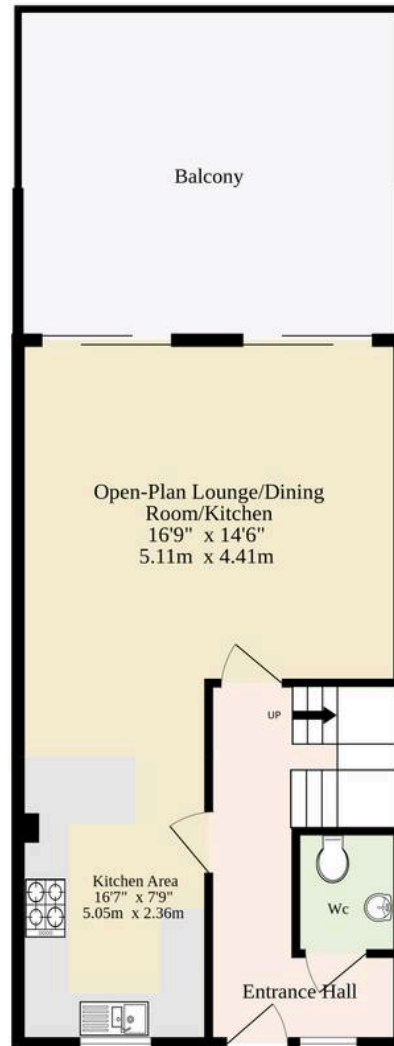 Balcony
Open-Plan Lounge/Dining
Room/Kitchen
16'9" x 14'6"
5.11m x 4.41m
UP
Kitchen Area
16'7" x 7'9"
5.05m x 2.36m
Wc
Entrance Hall